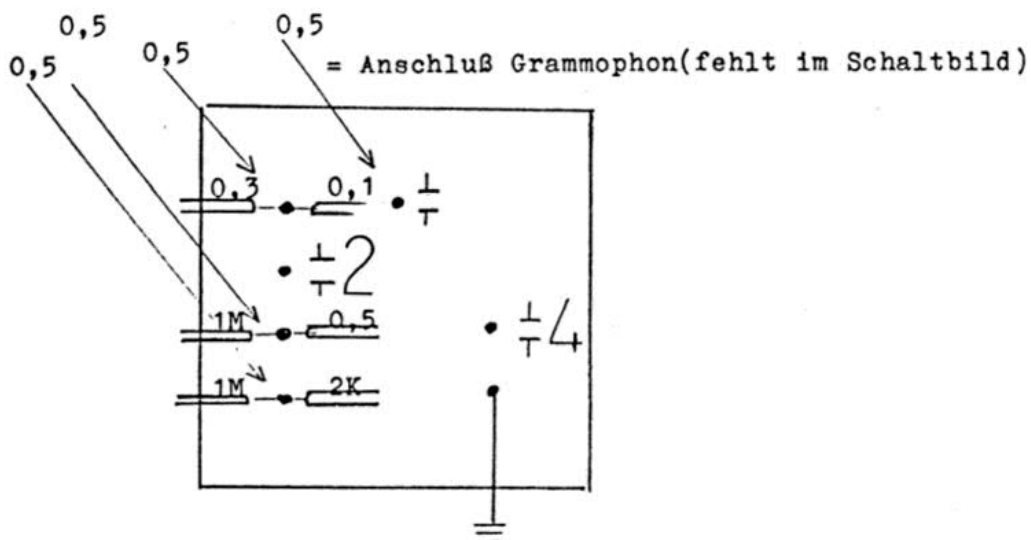 0,5 0,5
0,5 0,5 = Anschluß Grammophon(fehlt im Schaltbild)
0,3 0,1
2
1M 0,5
4
1M 2K